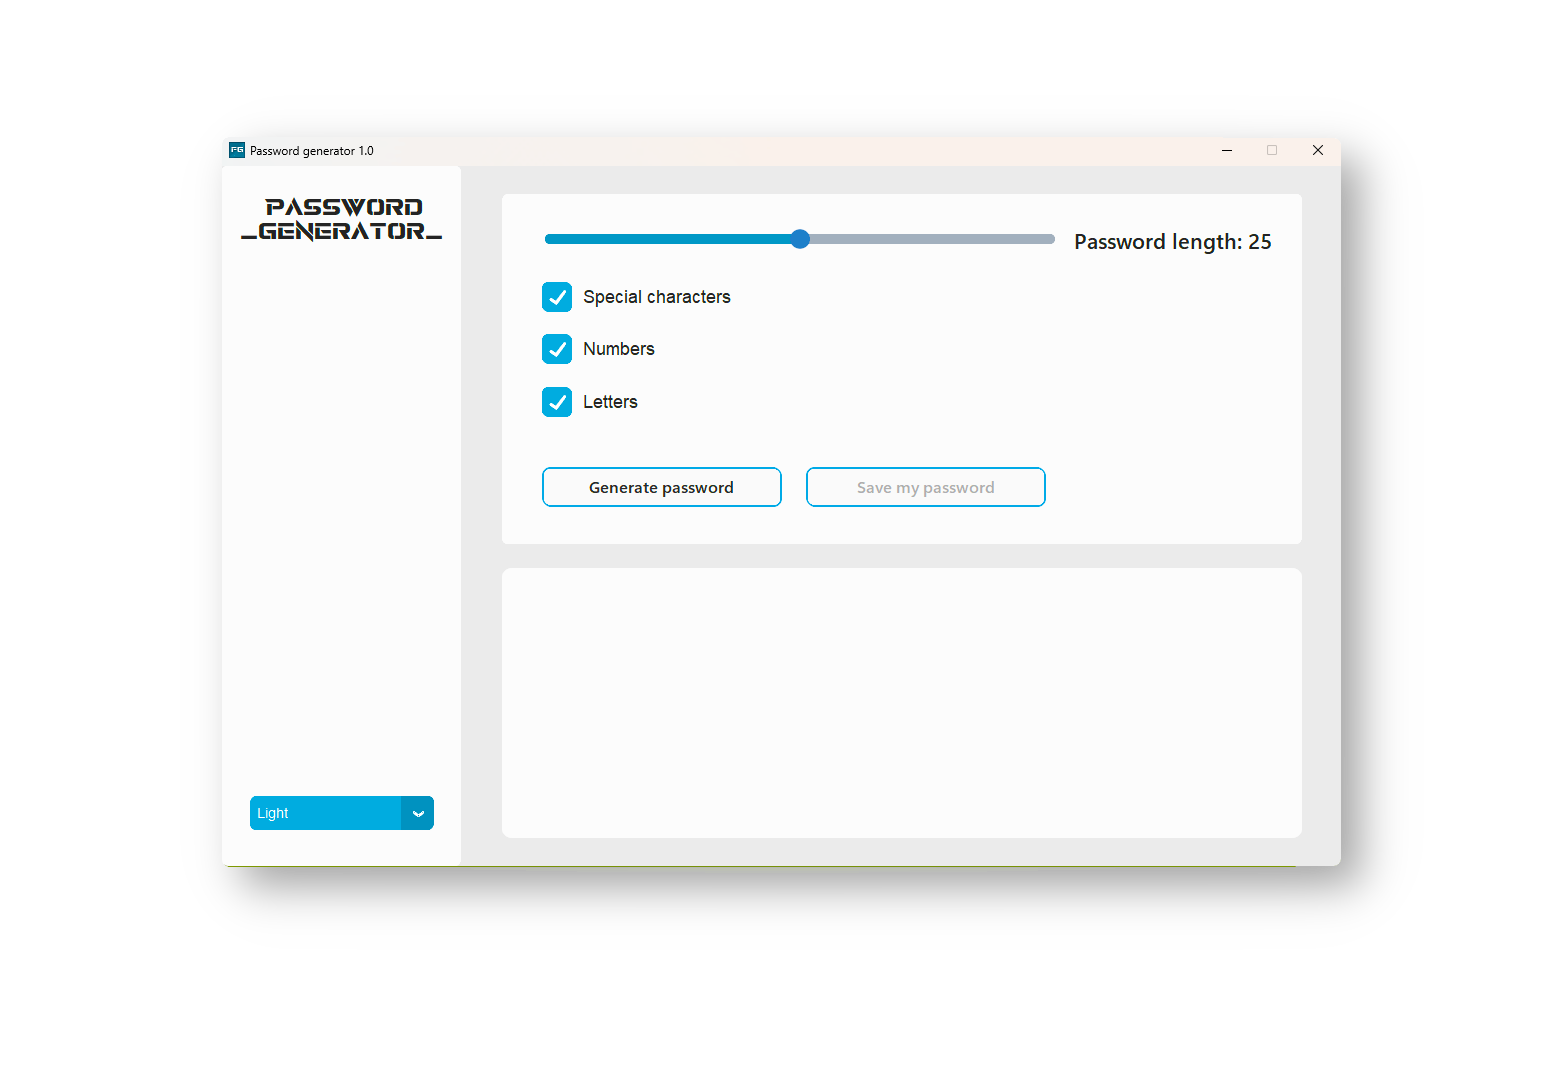 FG Password generator 1.0
PASSWORD
_GENERATOR_
Password length: 25
Special characters
Numbers
Letters
Generate password
Save my password
Light